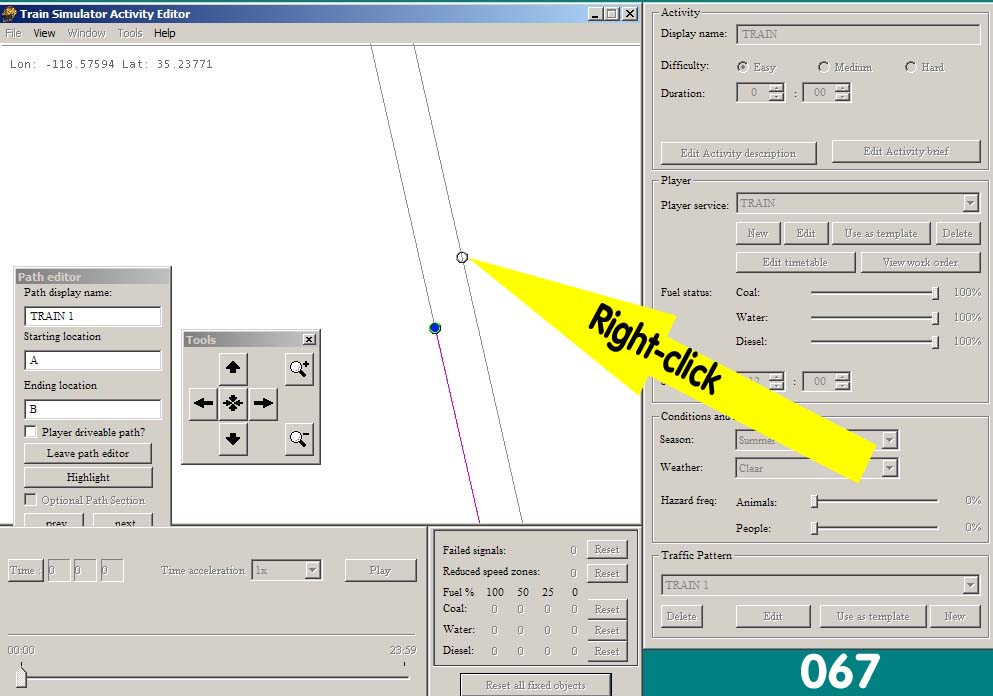 Train Simulator Activity Editor
File View Window Tools Help
Lon: -118.57594 Lat: 35.23771
Path editor
Path display name:
TRAIN 1
Starting location
A
Ending location
B
Player driveable path?
Leave path editor
Highlight
Optional Path Section
prev next
Tools
Right-click
Activity
Display name: TRAIN
Difficulty: Easy Medium Hard
Duration: 0 : 00
Edit Activity description Edit Activity brief
Player
Player service: TRAIN
New Edit Use as template Delete
Edit timetable View work order
Fuel status: Coal: 100%
Water: 100%
Diesel: 100%
: 00
Conditions and
Season: Summer
Weather: Clear
Hazard freq: Animals: 0%
People: 0%
Traffic Pattern
TRAIN 1
Delete Edit Use as template New
Time : 0 0 0 Time acceleration 1x Play
00:00 23:59
Failed signals: 0 Reset
Reduced speed zones: 0 Reset
Fuel % 100 50 25 0
Coal: 0 0 0 0 Reset
Water: 0 0 0 0 Reset
Diesel: 0 0 0 0 Reset
Reset all fixed objects
067